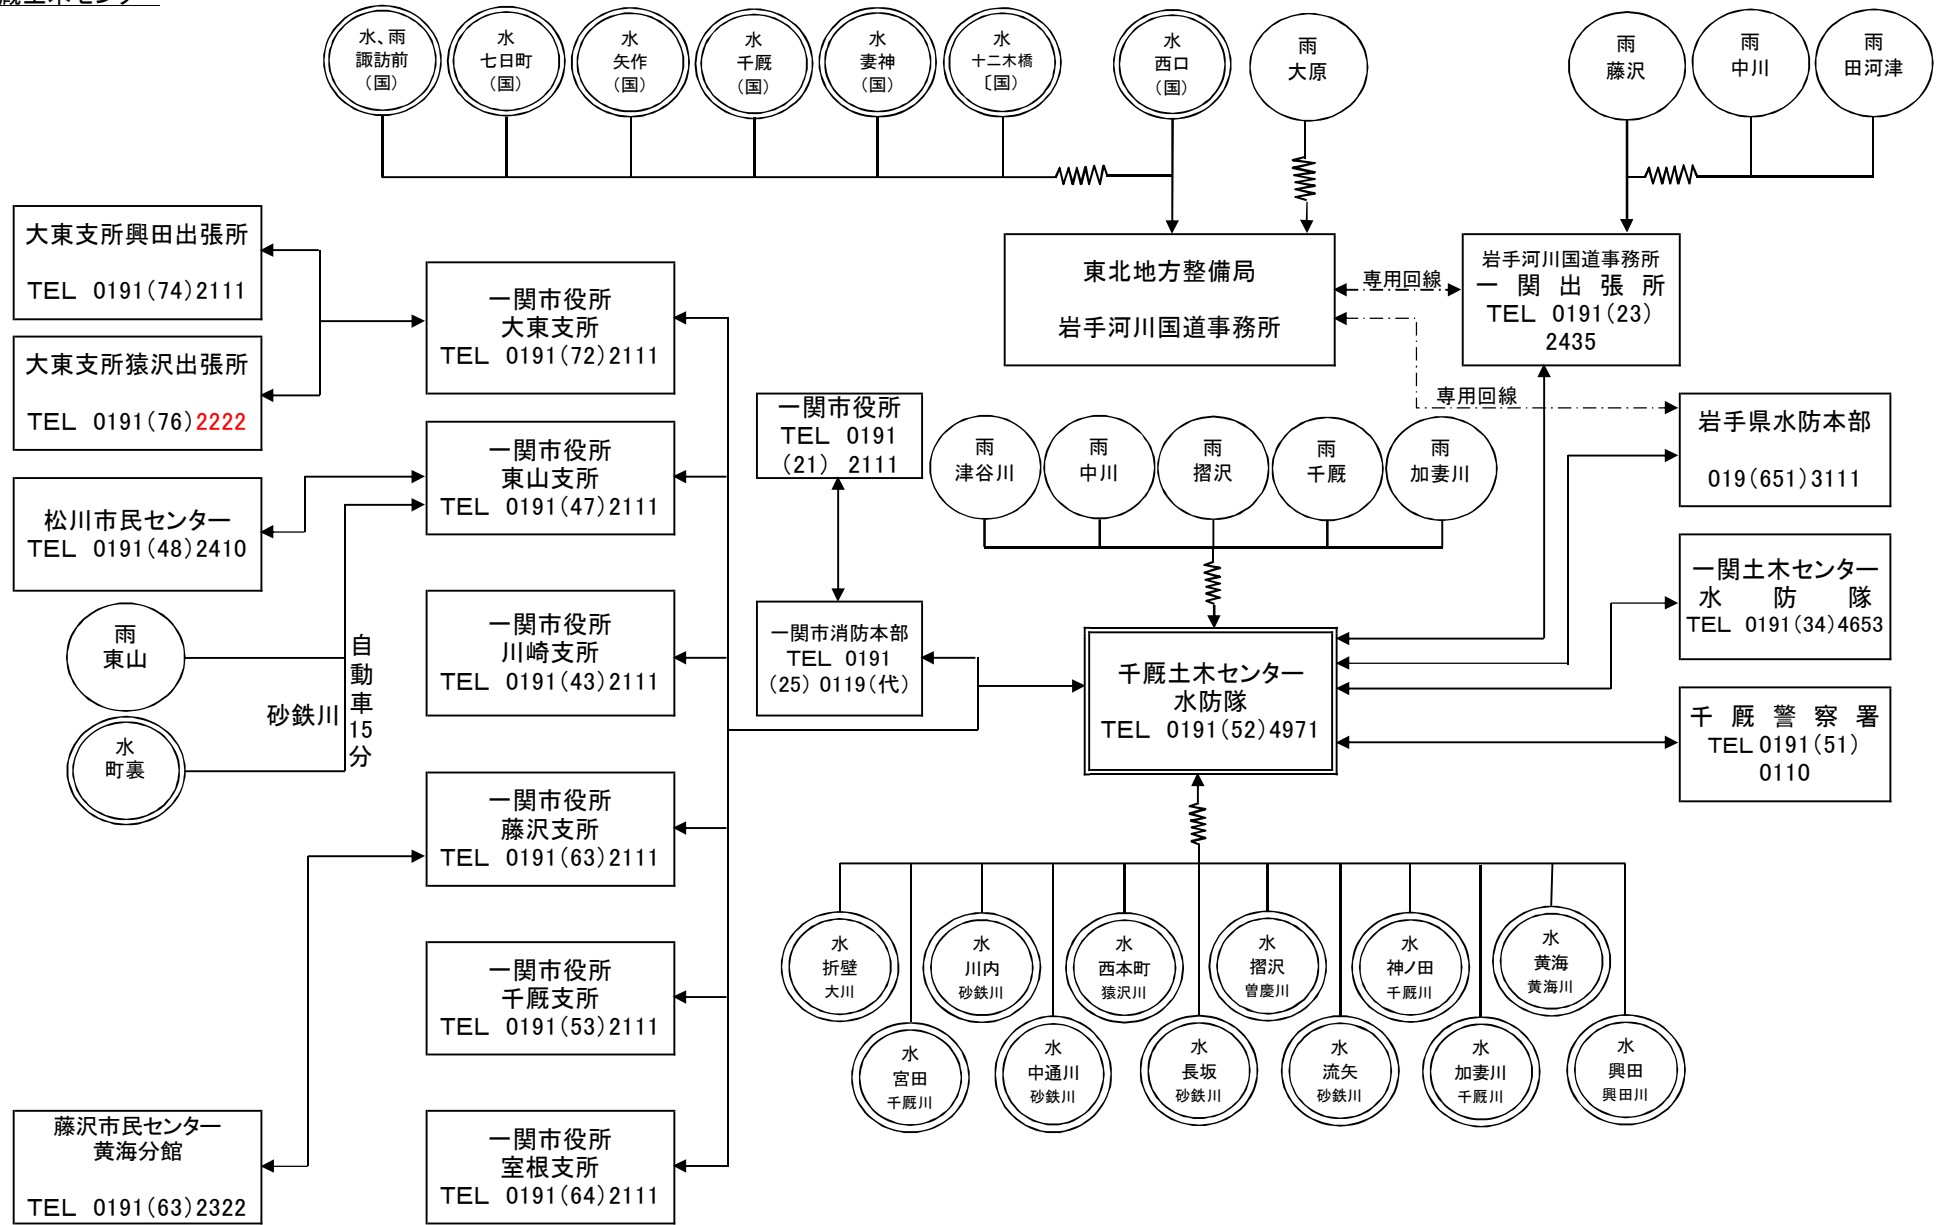 土木センター
水、雨
諏訪前
(国)
水
七日町
(国)
水
矢作
(国)
水
千厩
(国)
水
妻神
(国)
水
十二木橋
〔国)
水
西口
(国)
雨
大原
雨
藤沢
雨
中川
雨
田河津
大東支所興田出張所
TEL 0191(74)2111
大東支所猿沢出張所
TEL 0191(76)2222
松川市民センター
TEL 0191(48)2410
雨
東山
水
町裏
砂鉄川
自動車15分
藤沢市民センター
黄海分館
TEL 0191(63)2322
一関市役所
大東支所
TEL 0191(72)2111
一関市役所
東山支所
TEL 0191(47)2111
一関市役所
川崎支所
TEL 0191(43)2111
一関市役所
藤沢支所
TEL 0191(63)2111
一関市役所
千厩支所
TEL 0191(53)2111
一関市役所
室根支所
TEL 0191(64)2111
一関市役所
TEL 0191
(21) 2111
一関市消防本部
TEL 0191
(25) 0119(代)
東北地方整備局
岩手河川国道事務所
専用回線
岩手河川国道事務所
一関出張所
TEL 0191(23)
2435
専用回線
雨
津谷川
雨
中川
雨
摺沢
雨
千厩
雨
加妻川
千厩土木センター
水防隊
TEL 0191(52)4971
岩手県水防本部
019(651)3111
一関土木センター
水防隊
TEL 0191(34)4653
千厩警察署
TEL 0191(51)
0110
水
折壁
大川
水
川内
砂鉄川
水
西本町
猿沢川
水
摺沢
曽慶川
水
神ノ田
千厩川
水
黄海
黄海川
水
宮田
千厩川
水
中通川
砂鉄川
水
長坂
砂鉄川
水
流矢
砂鉄川
水
加妻川
千厩川
水
興田
興田川